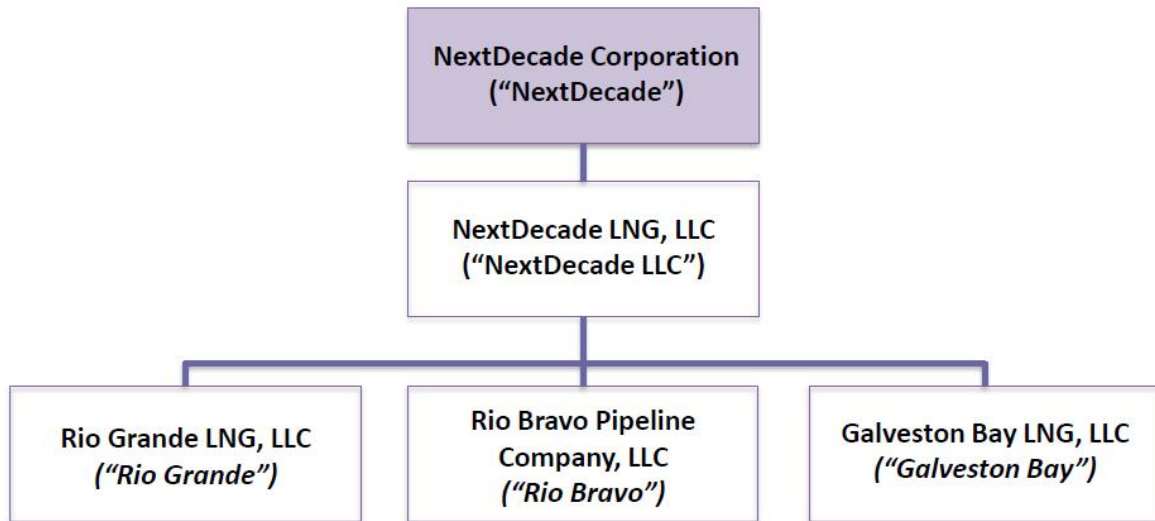 NextDecade Corporation
(“NextDecade”)
NextDecade LNG, LLC
(“NextDecade LLC”)
Rio Grande LNG, LLC
(“Rio Grande”)
Rio Bravo Pipeline
Company, LLC
(“Rio Bravo”)
Galveston Bay LNG, LLC
(“Galveston Bay”)